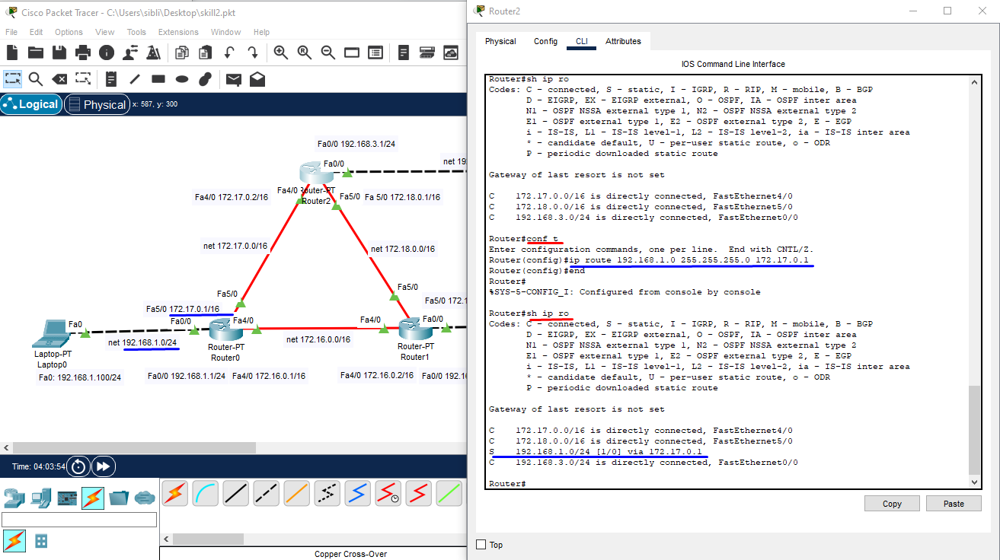 Cisco Packet Tracer - C:\Users\sibli\Desktop\skill2.pkt
File Edit Options View Tools Extensions Window Help
Logical
Physical
x: 587, y: 300
Fa0/0 192.168.3.1/24
Fa0/0
net 19
Fa4/0 172.17.0.2/16
Fa4/0
Router-PT
Router2
Fa5/0
Fa 5/0 172.18.0.1/16
net 172.17.0.0/16
net 172.18.0.0/16
Fa5/0
Fa5/0
Fa5/0 172.17.0.1/16
Fa5/0 172.1
Fa0
Fa0/0
Fa4/0
Fa4/0
Fa0/0
net 192.168.1.0/24
net 172.16.0.0/16
Laptop-PT
Laptop0
Router-PT
Router0
Router-PT
Router1
Fa0: 192.168.1.100/24
Fa0/0 192.168.1.1/24
Fa4/0 172.16.0.1/16
Fa4/0 172.16.0.2/16
Fa0/0 192.16
Time: 04:03:54
Copper Cross-Over
Router2
Physical Config CLI Attributes
IOS Command Line Interface
Router#sh ip ro
Codes: C - connected, S - static, I - IGRP, R - RIP, M - mobile, B - BGP
D - EIGRP, EX - EIGRP external, O - OSPF, IA - OSPF inter area
N1 - OSPF NSSA external type 1, N2 - OSPF NSSA external type 2
E1 - OSPF external type 1, E2 - OSPF external type 2, E - EGP
i - IS-IS, L1 - IS-IS level-1, L2 - IS-IS level-2, ia - IS-IS inter area
* - candidate default, U - per-user static route, o - ODR
P - periodic downloaded static route
Gateway of last resort is not set
C 172.17.0.0/16 is directly connected, FastEthernet4/0
C 172.18.0.0/16 is directly connected, FastEthernet5/0
C 192.168.3.0/24 is directly connected, FastEthernet0/0
Router#conf t
Enter configuration commands, one per line. End with CNTL/Z.
Router(config)#ip route 192.168.1.0 255.255.255.0 172.17.0.1
Router(config)#end
Router#
%SYS-5-CONFIG_I: Configured from console by console
Router#sh ip ro
Codes: C - connected, S - static, I - IGRP, R - RIP, M - mobile, B - BGP
D - EIGRP, EX - EIGRP external, O - OSPF, IA - OSPF inter area
N1 - OSPF NSSA external type 1, N2 - OSPF NSSA external type 2
E1 - OSPF external type 1, E2 - OSPF external type 2, E - EGP
i - IS-IS, L1 - IS-IS level-1, L2 - IS-IS level-2, ia - IS-IS inter area
* - candidate default, U - per-user static route, o - ODR
P - periodic downloaded static route
Gateway of last resort is not set
C 172.17.0.0/16 is directly connected, FastEthernet4/0
C 172.18.0.0/16 is directly connected, FastEthernet5/0
S 192.168.1.0/24 [1/0] via 172.17.0.1
C 192.168.3.0/24 is directly connected, FastEthernet0/0
Router#
Copy
Paste
Top